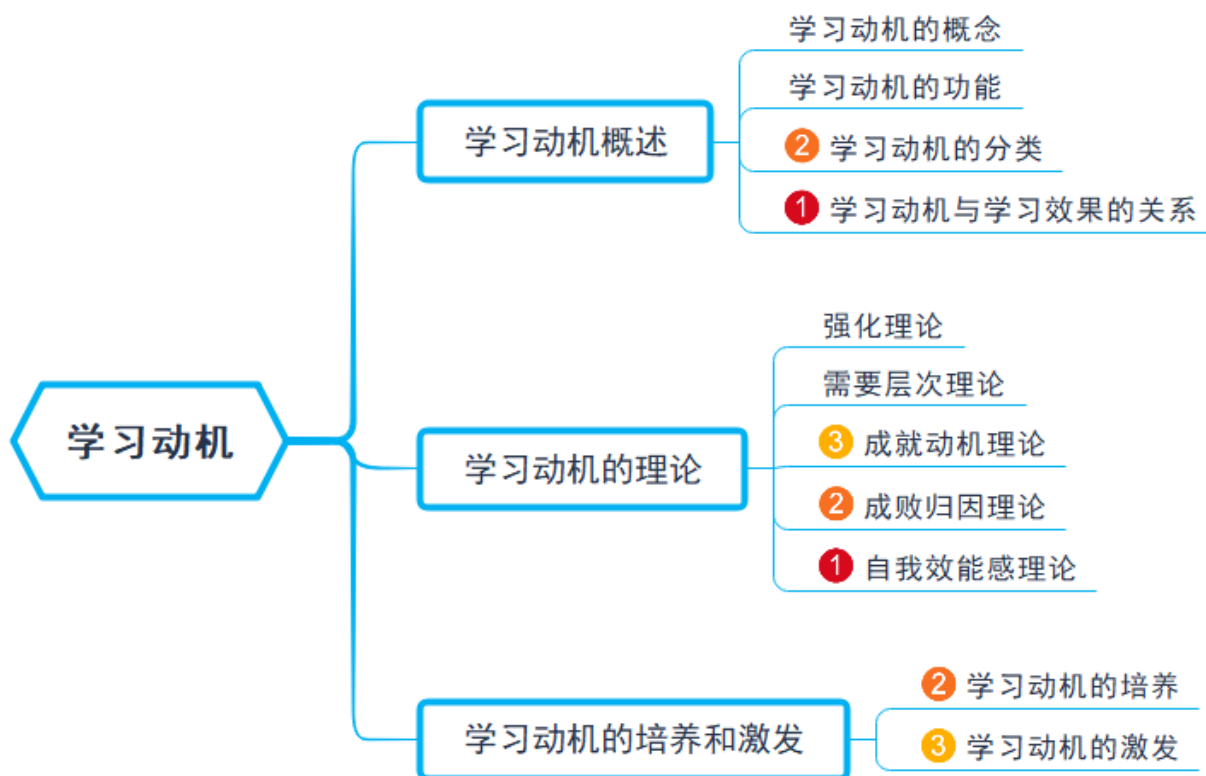 学习动机
学习动机概述
学习动机的概念
学习动机的功能
2 学习动机的分类
1 学习动机与学习效果的关系
学习动机的理论
强化理论
需要层次理论
3 成就动机理论
2 成败归因理论
1 自我效能感理论
学习动机的培养和激发
2 学习动机的培养
3 学习动机的激发